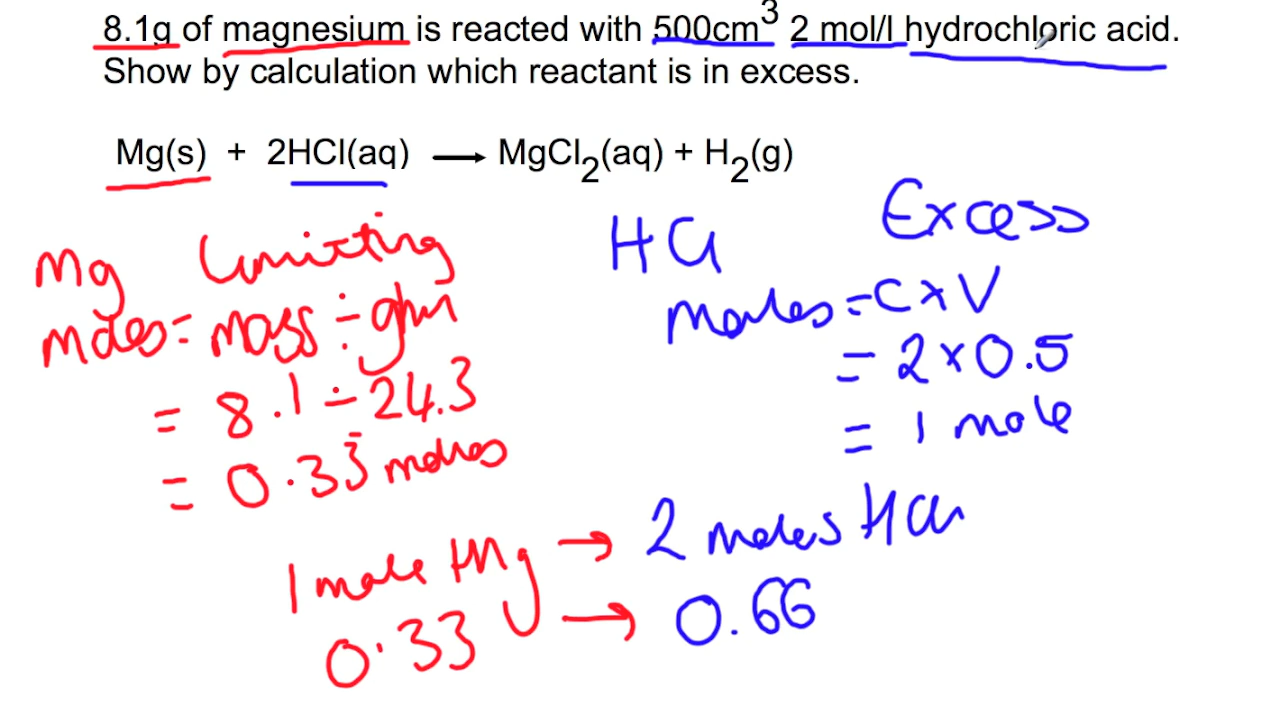 8.1g of magnesium is reacted with 500cm³ 2 mol/l hydrochloric acid.
Show by calculation which reactant is in excess.
Mg(s) + 2HCl(aq) → MgCl₂(aq) + H₂(g)
Mg Limiting
moles = mass ÷ gfm
= 8.1 ÷ 24.3
= 0.33 moles
HCl Excess
moles = C x V
= 2 x 0.5
= 1 mole
1 mole Mg → 2 moles HCl
0.33 → 0.66